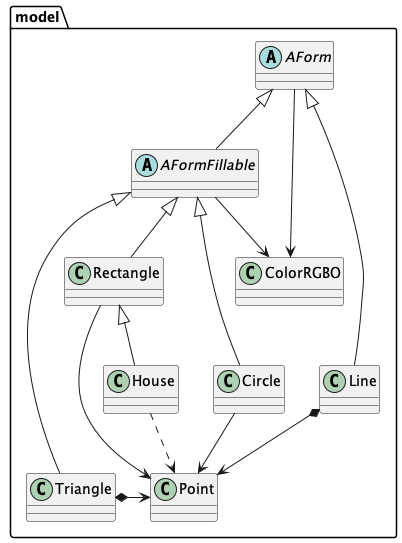 model
A AForm
A AFormFillable
C Rectangle
C ColorRGBO
C House
C Circle
C Line
C Triangle
C Point